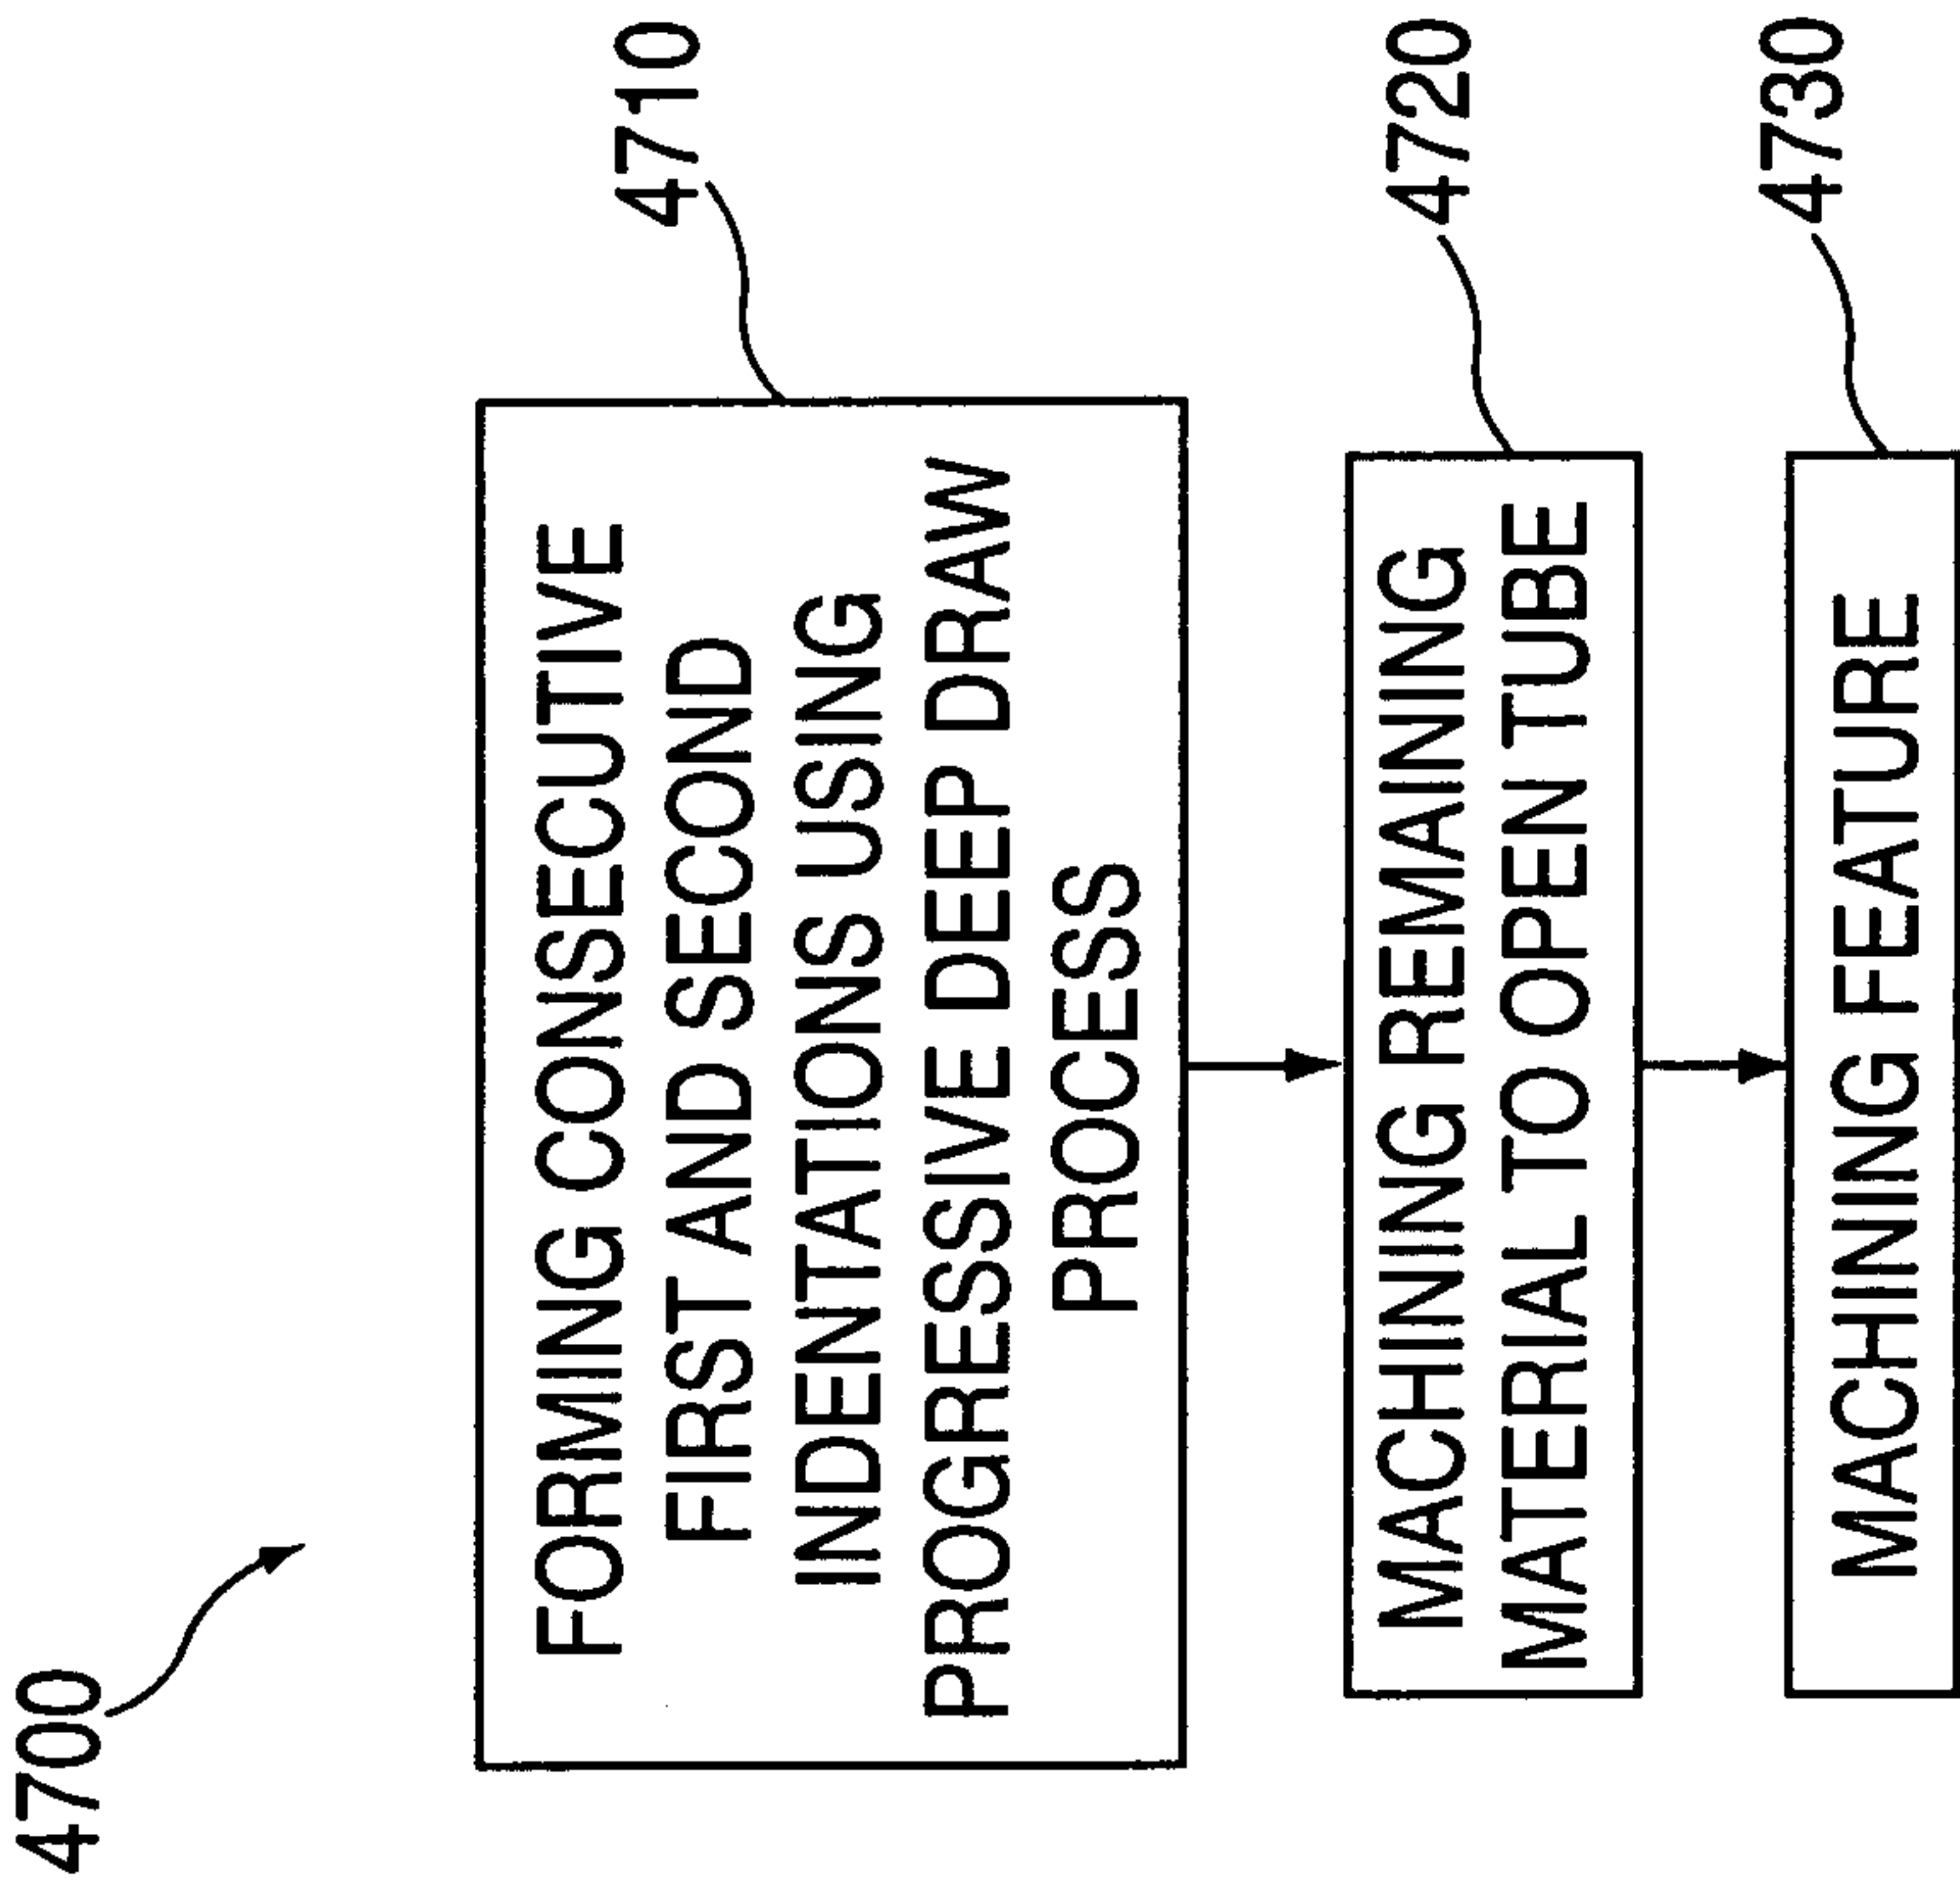 4700
4710
FORMING CONSECUTIVE
FIRST AND SECOND
INDENTATIONS USING
PROGRESSIVE DEEP DRAW
PROCESS
4720
MACHINING REMAINING
MATERIAL TO OPEN TUBE
4730
MACHINING FEATURE